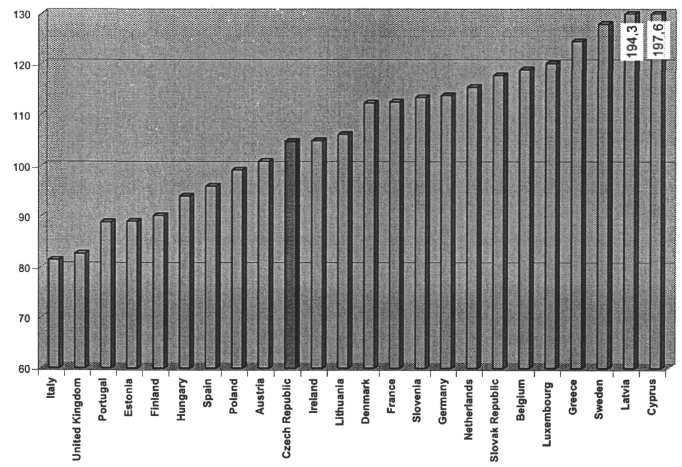 130
120
110
100
90
80
70
60
194,3
197,6
Italy
United Kingdom
Portugal
Estonia
Finland
Hungary
Spain
Poland
Austria
Czech Republic
Ireland
Lithuania
Denmark
France
Slovenia
Germany
Netherlands
Slovak Republic
Belgium
Luxembourg
Greece
Sweden
Latvia
Cyprus